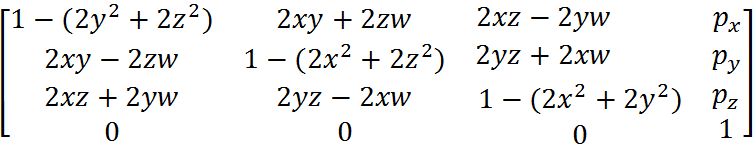 1 − (2y² + 2z²) 2xy + 2zw 2xz − 2yw pₓ
2xy − 2zw 1 − (2x² + 2z²) 2yz + 2xw p_y
2xz + 2yw 2yz − 2xw 1 − (2x² + 2y²) p_z
0 0 0 1